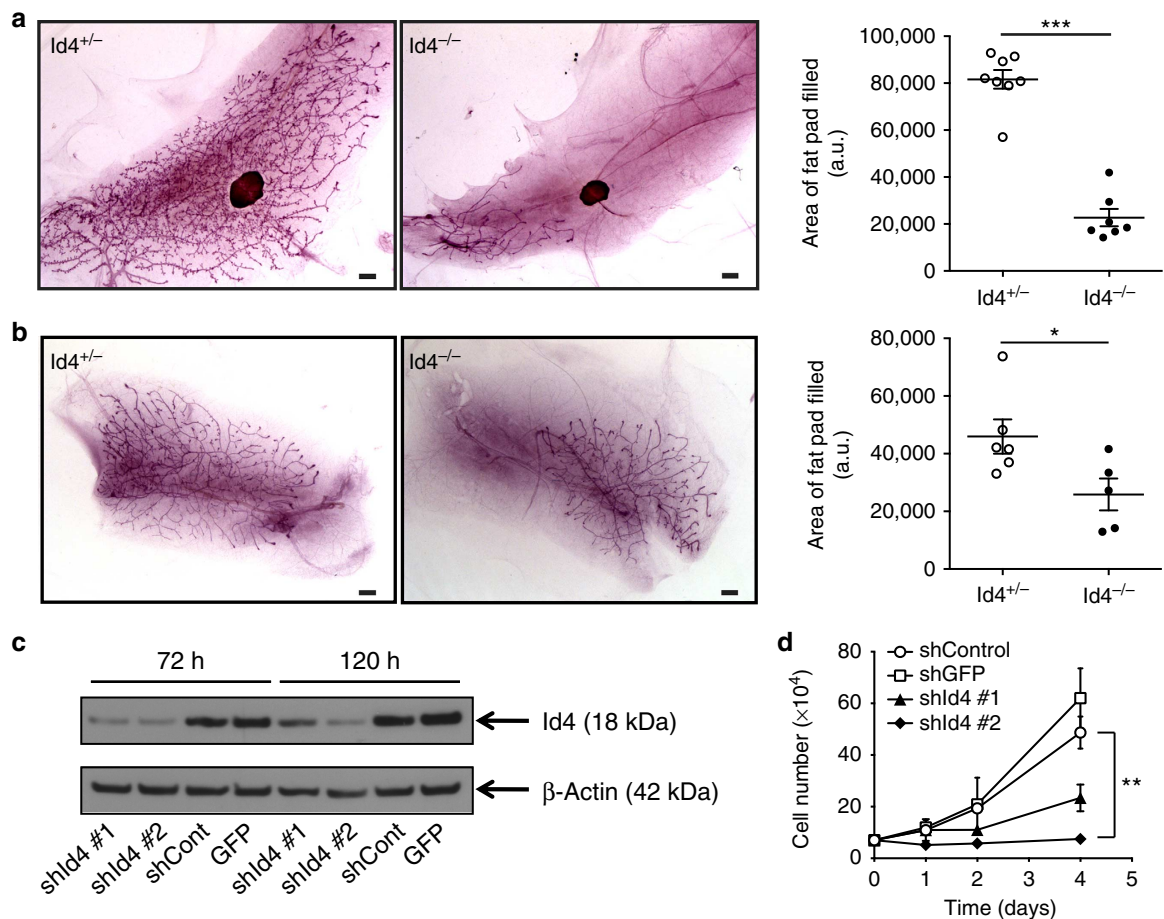 a
Id4+/–
Id4–/–
Area of fat pad filled
(a.u.)
100,000
80,000
60,000
40,000
20,000
0
***
Id4+/–
Id4–/–
b
Id4+/–
Id4–/–
Area of fat pad filled
(a.u.)
80,000
60,000
40,000
20,000
0
*
Id4+/–
Id4–/–
c
72 h
120 h
Id4 (18 kDa)
β-Actin (42 kDa)
shId4 #1
shId4 #2
shCont
GFP
shId4 #1
shId4 #2
shCont
GFP
d
shControl
shGFP
shId4 #1
shId4 #2
Cell number (×10⁴)
80
60
40
20
0
**
0
1
2
3
4
5
Time (days)